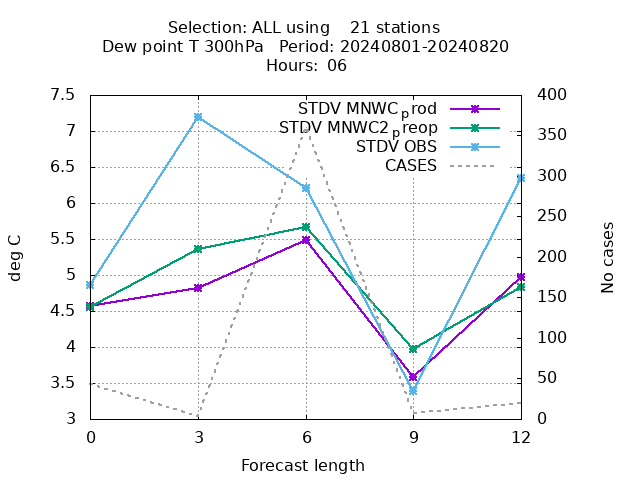 Selection: ALL using    21 stations
Dew point T 300hPa   Period: 20240801-20240820
Hours:  06
STDV MNWC_prod
STDV MNWC2_preop
STDV OBS
CASES
7.5
7
6.5
6
5.5
5
4.5
4
3.5
3
400
350
300
250
200
150
100
50
0
deg C
No cases
0 3 6 9 12
Forecast length